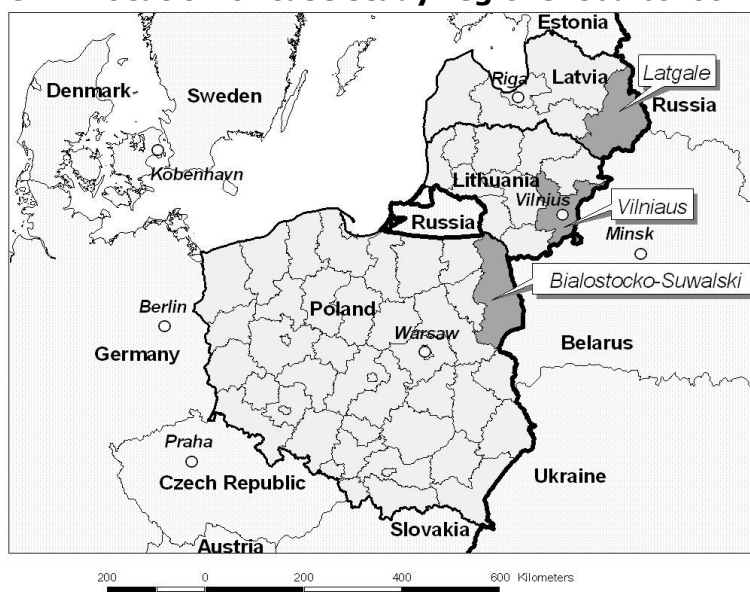 Estonia
Denmark
Sweden
Riga
Latvia
Latgale
Russia
Köbenhavn
Lithuania
Vilnius
Vilniaus
Russia
Minsk
Bialostocko-Suwalski
Berlin
Poland
Warsaw
Germany
Belarus
Praha
Czech Republic
Ukraine
Slovakia
Austria
200 0 200 400 600 Kilometers